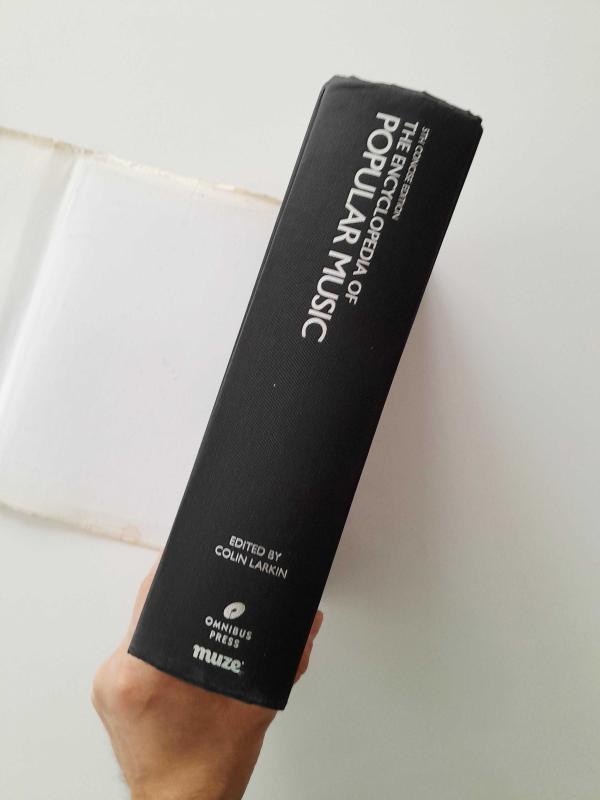 5TH CONCISE EDITION
THE ENCYCLOPEDIA OF
POPULAR MUSIC
EDITED BY
COLIN LARKIN
OMNIBUS
PRESS
muze